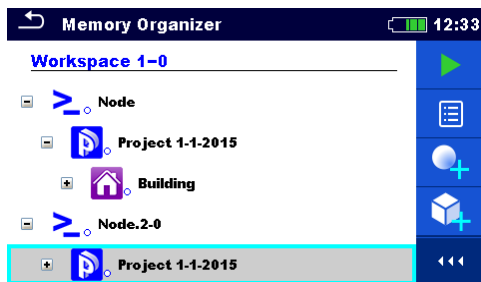 Memory Organizer 12:33
Workspace 1-0
Node
Project 1-1-2015
Building
Node.2-0
Project 1-1-2015